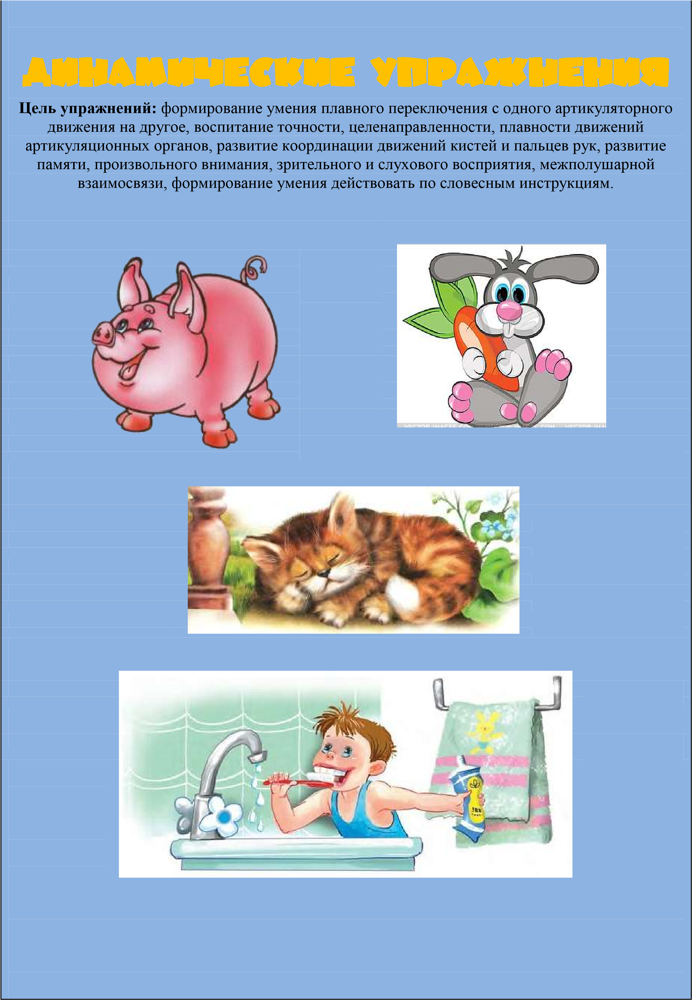 ДИНАМИЧЕСКИЕ УПРАЖНЕНИЯ
Цель упражнений: формирование умения плавного переключения с одного артикуляторного
движения на другое, воспитание точности, целенаправленности, плавности движений
артикуляционных органов, развитие координации движений кистей и пальцев рук, развитие
памяти, произвольного внимания, зрительного и слухового восприятия, межполушарной
взаимосвязи, формирование умения действовать по словесным инструкциям.